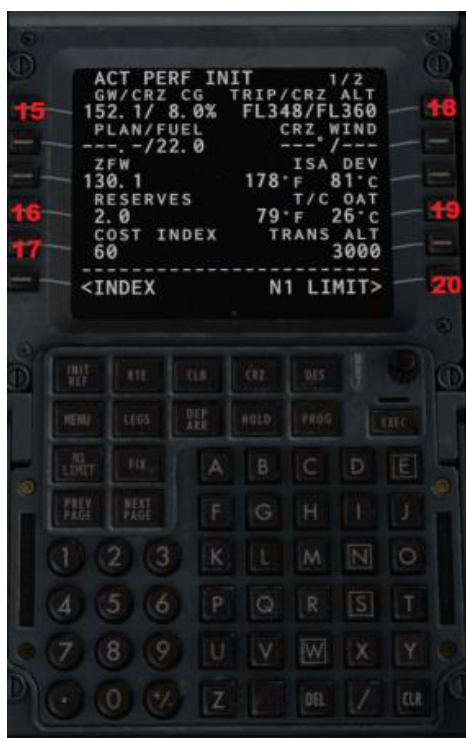 ACT PERF INIT 1/2
GW/CRZ CG TRIP/CRZ ALT
15 152.1/ 8.0% FL348/FL360 18
PLAN/FUEL CRZ WIND
---.-/22.0 ---°/---
ZFW ISA DEV
130.1 178°F 81°C
RESERVES T/C OAT
16 2.0 79°F 26°C 19
COST INDEX TRANS ALT
17 60 3000
<INDEX N1 LIMIT> 20
INIT REF RTE CLB CRZ DES
MENU LEGS DEP ARR HOLD PROG EXEC
N1 LIMIT FIX A B C D E
PREV PAGE NEXT PAGE F G H I J
1 2 3 K L M N O
4 5 6 P Q R S T
7 8 9 U V W X Y
. 0 +/- Z DEL / CLR